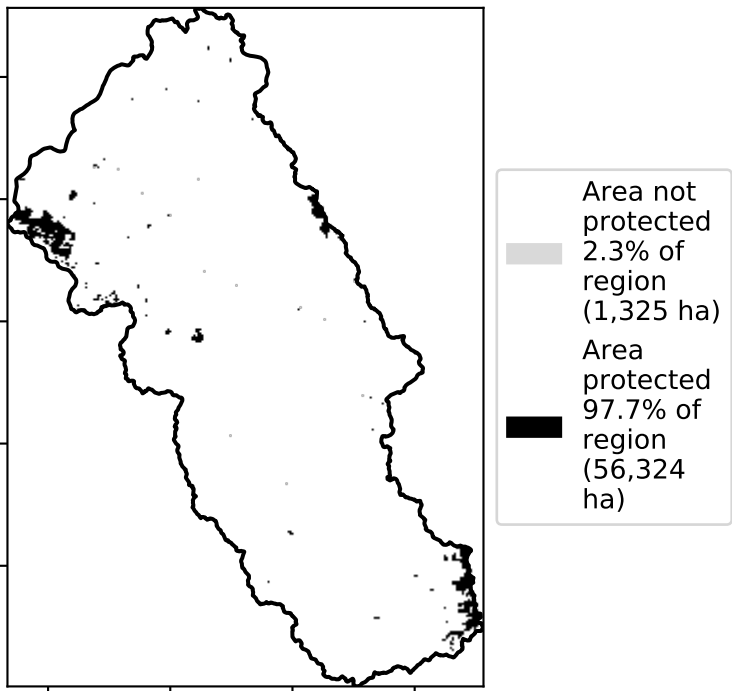 Area not
protected
2.3% of
region
(1,325 ha)
Area
protected
97.7% of
region
(56,324
ha)